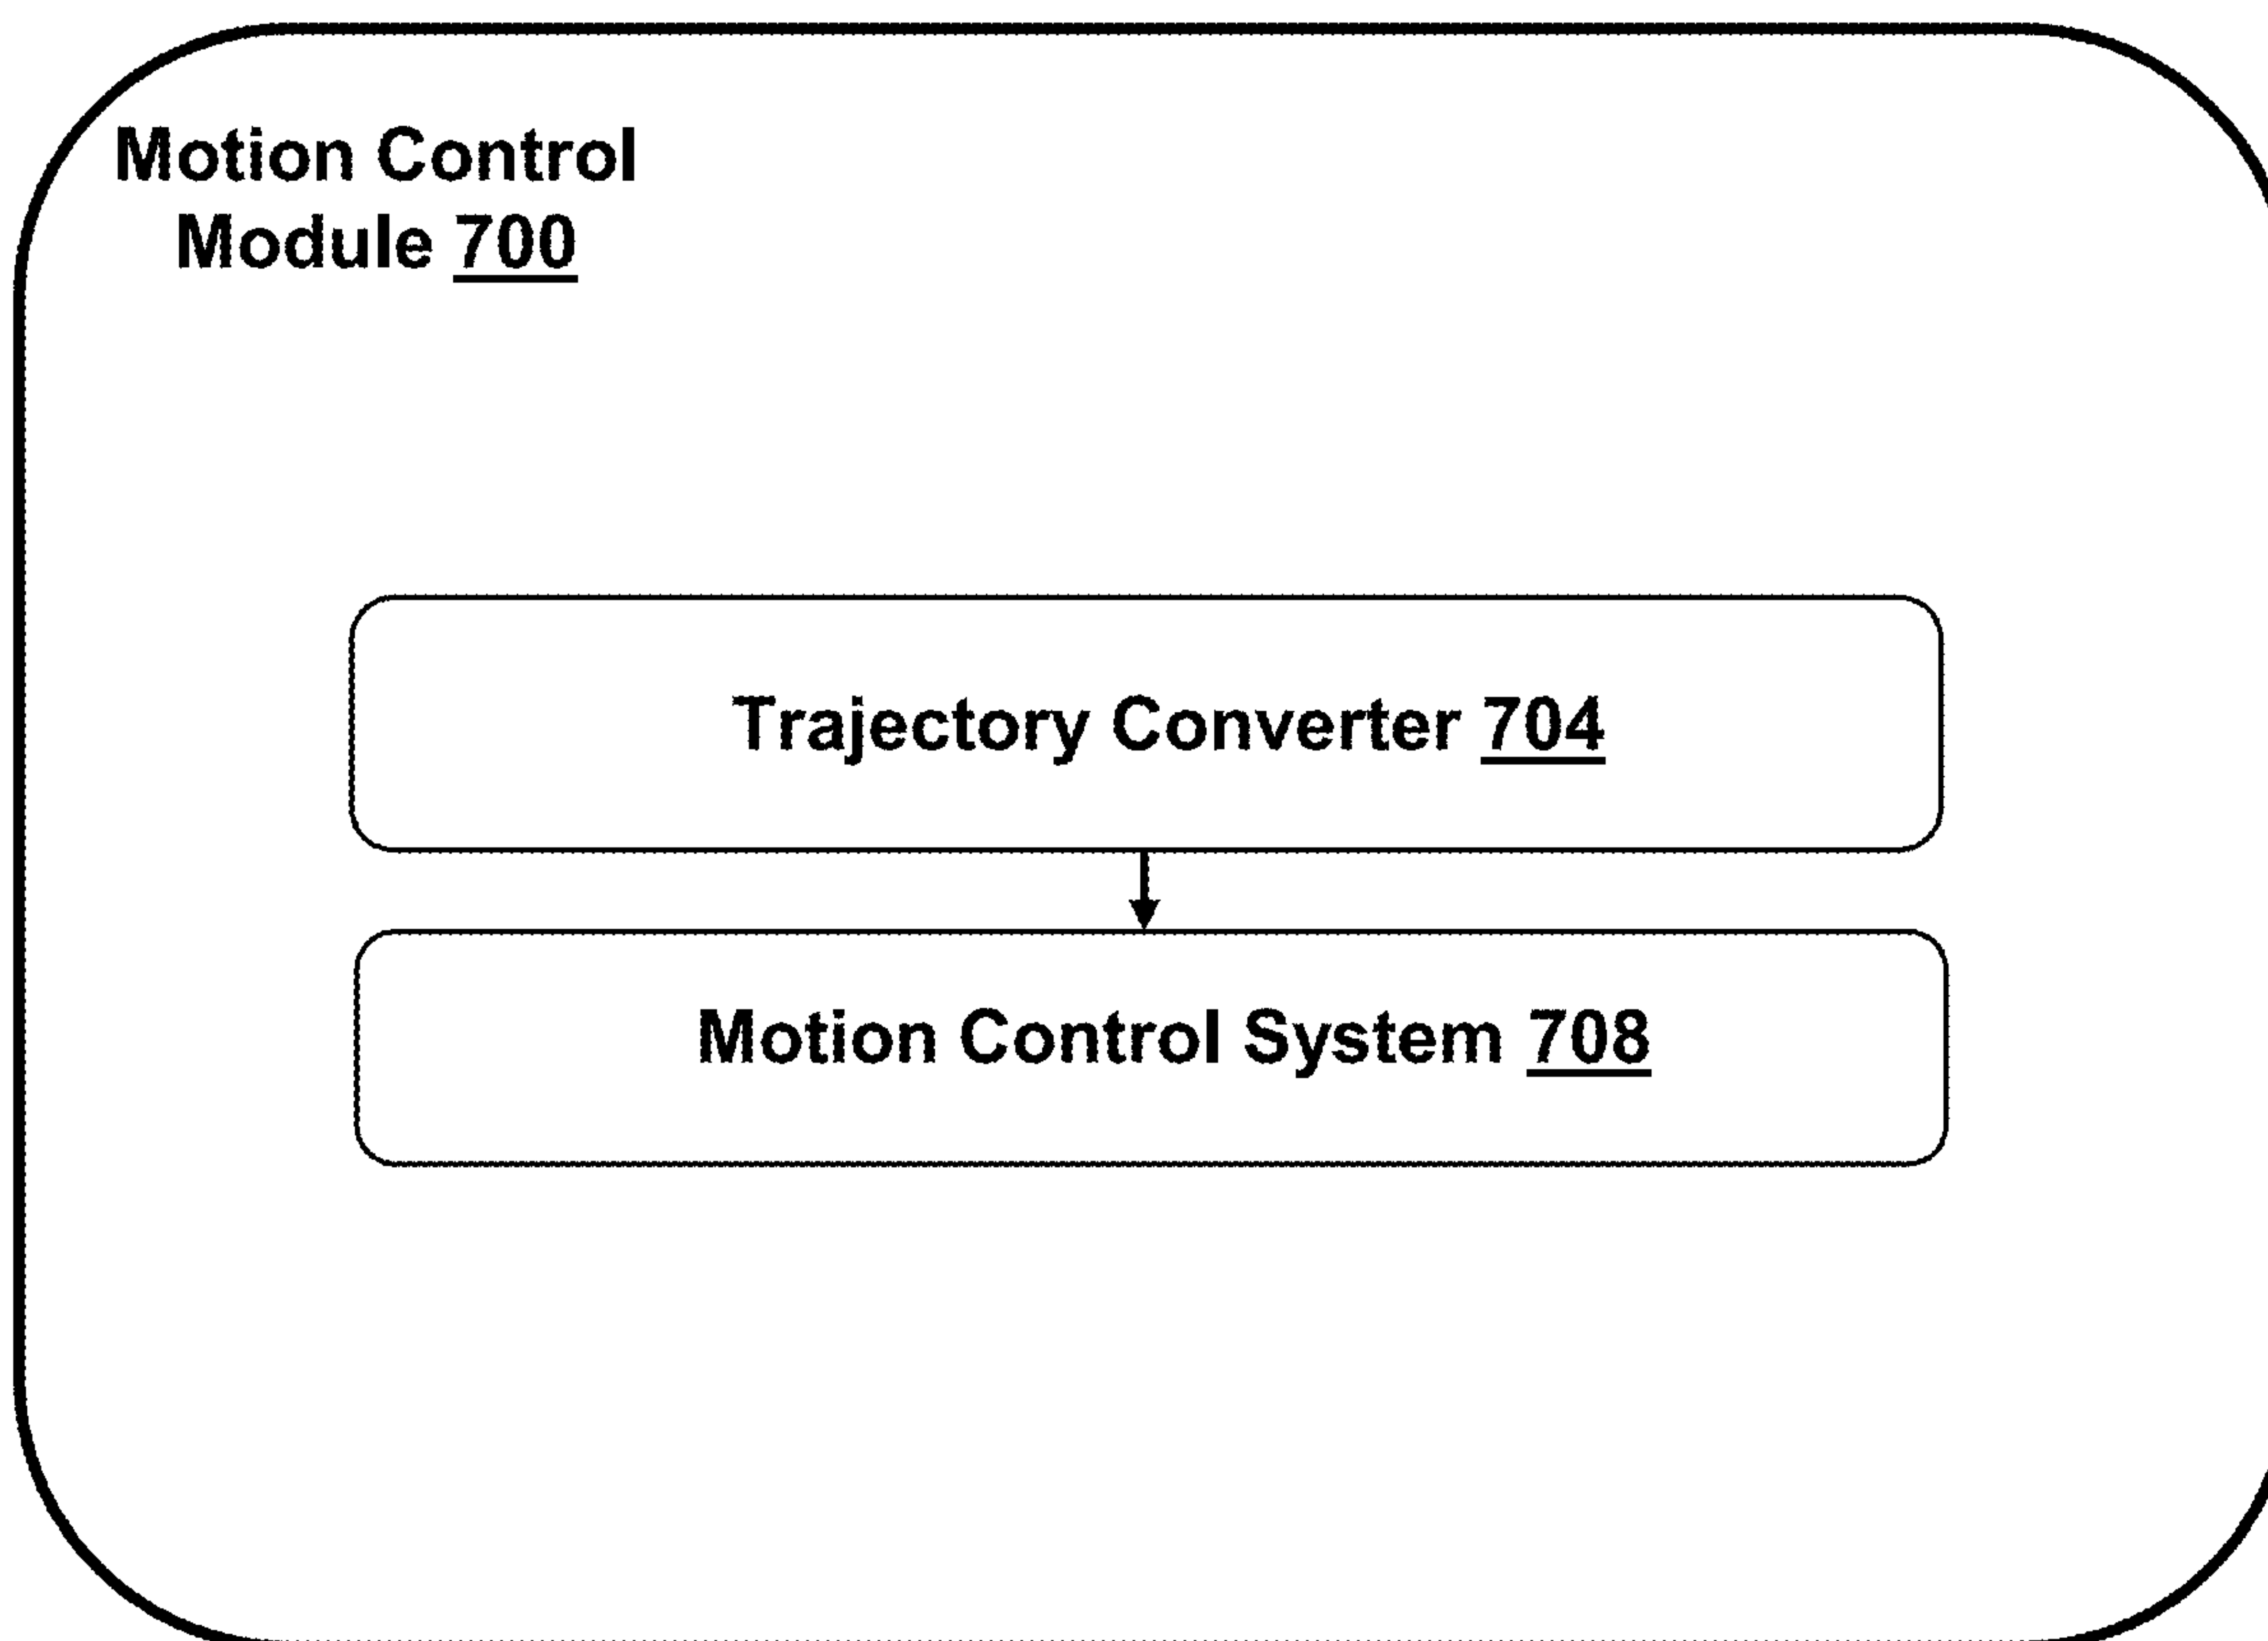 Motion Control
Module 700
Trajectory Converter 704
Motion Control System 708